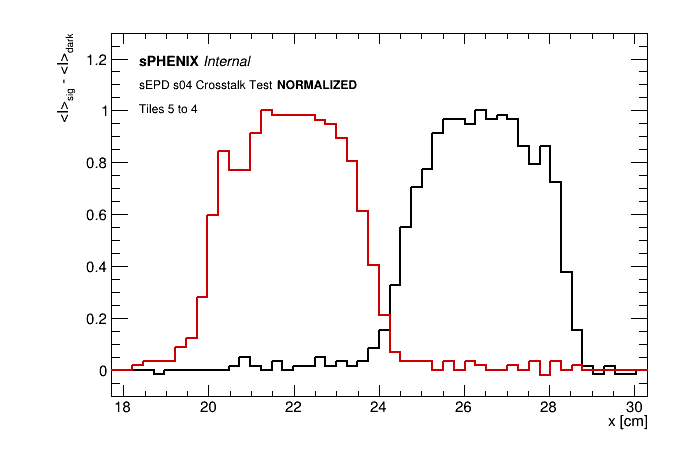 <I>sig - <I>dark
1.2
1
0.8
0.6
0.4
0.2
0
sPHENIX Internal
sEPD s04 Crosstalk Test NORMALIZED
Tiles 5 to 4
18 20 22 24 26 28 30
x [cm]